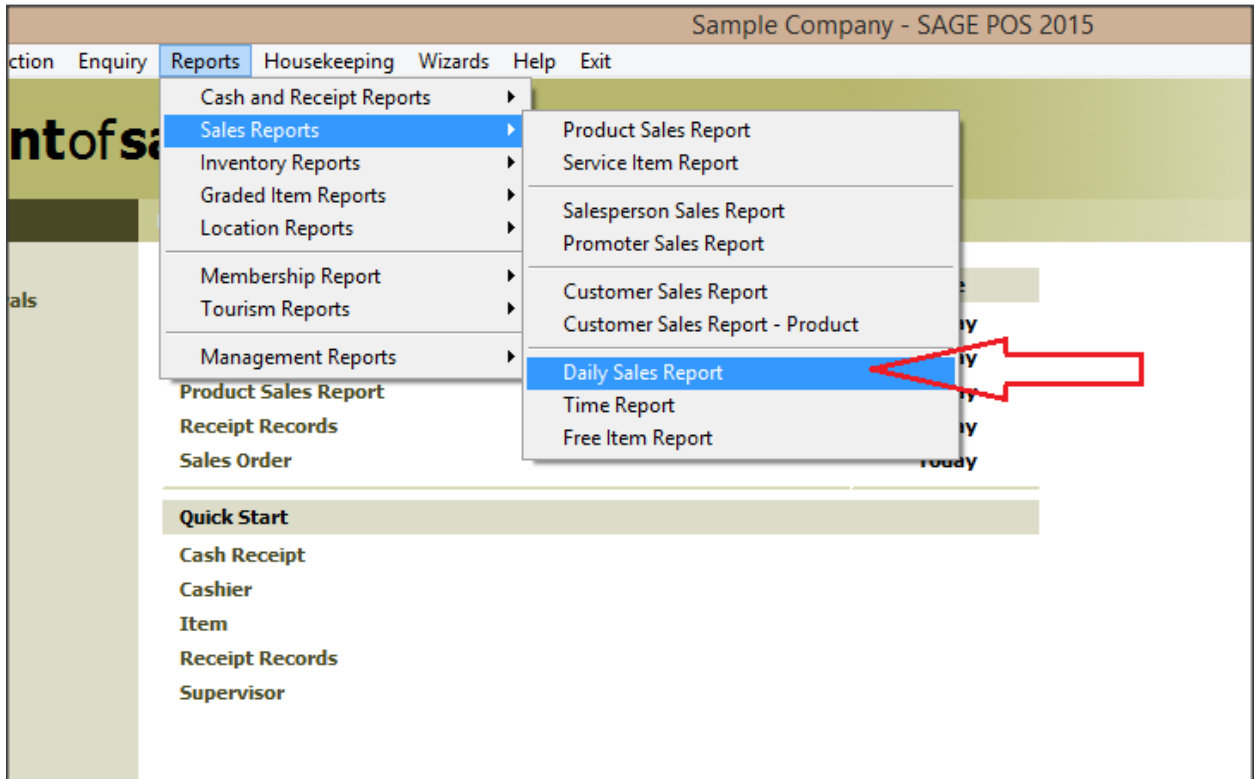 Sample Company - SAGE POS 2015
ction Enquiry Reports Housekeeping Wizards Help Exit
Cash and Receipt Reports
Sales Reports
Inventory Reports
Graded Item Reports
Location Reports
Membership Report
Tourism Reports
Management Reports
Product Sales Report
Service Item Report
Salesperson Sales Report
Promoter Sales Report
Customer Sales Report
Customer Sales Report - Product
Daily Sales Report
Time Report
Free Item Report
ntofsa
als
Product Sales Report
Receipt Records
Sales Order Today
Quick Start
Cash Receipt
Cashier
Item
Receipt Records
Supervisor